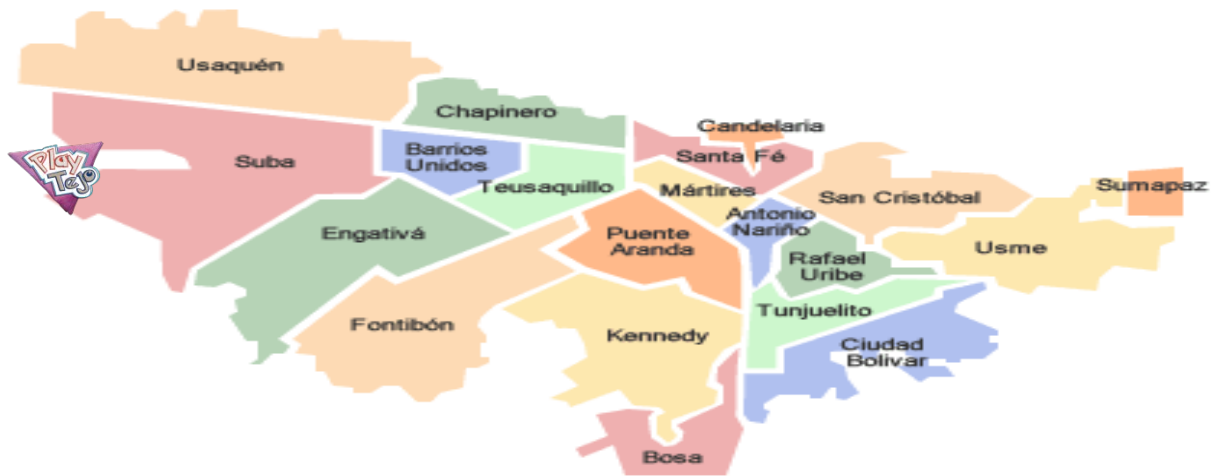 Usaquén
Chapinero
Candelaria
Barrios
Unidos
Santa Fé
Suba
Play
Tejo
Teusaquillo
Mártires
Sumapaz
San Cristóbal
Antonio
Nariño
Engativá
Puente
Aranda
Usme
Rafael
Uribe
Tunjuelito
Fontibón
Kennedy
Ciudad
Bolívar
Bosa